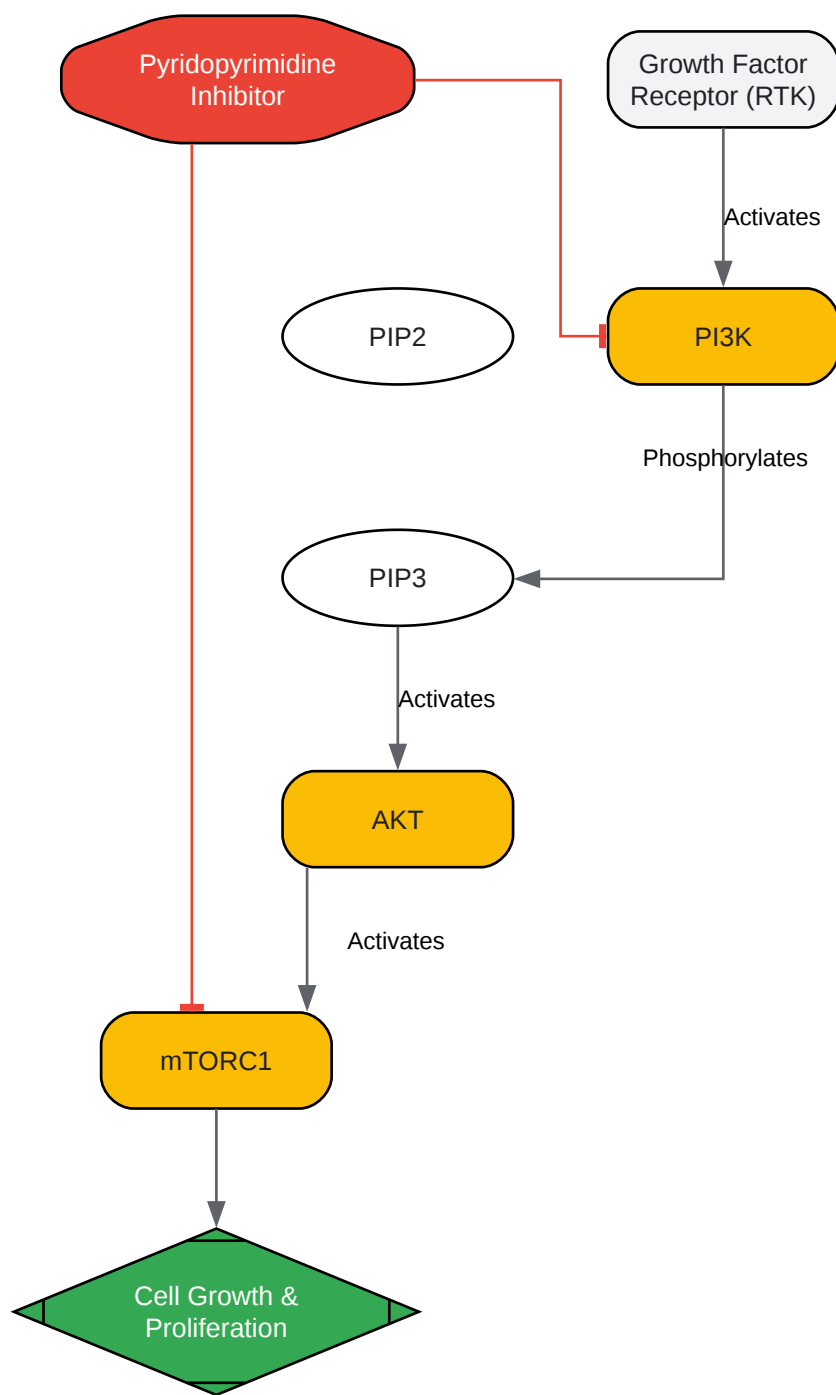 Pyridopyrimidine
Inhibitor
Growth Factor
Receptor (RTK)
Activates
PIP2
PI3K
Phosphorylates
PIP3
Activates
AKT
Activates
mTORC1
Cell Growth &
Proliferation